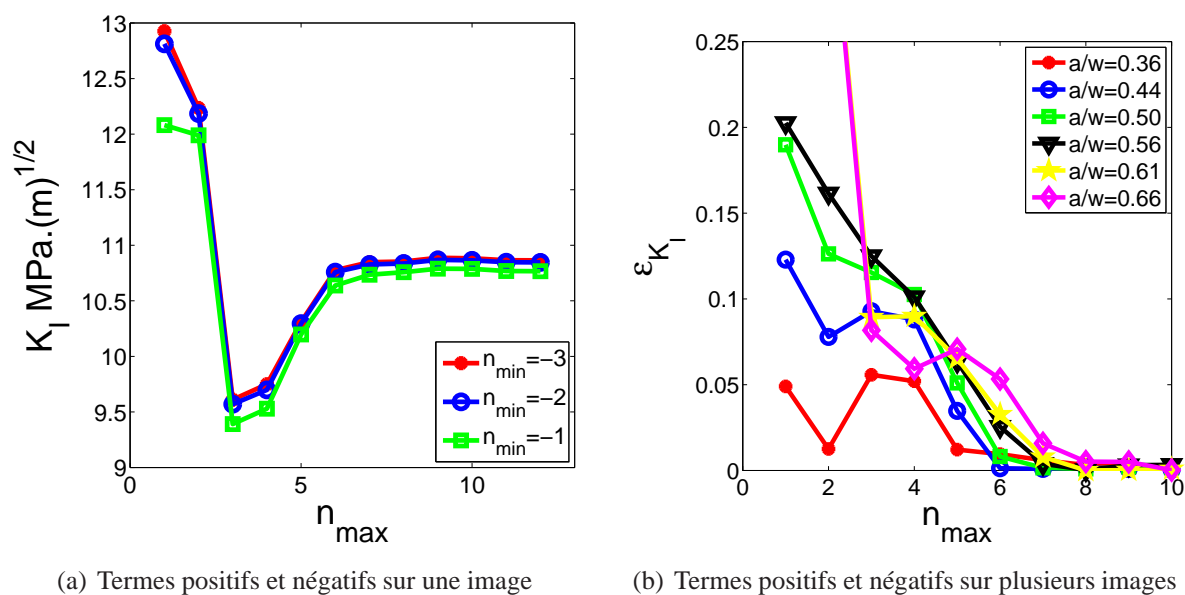 13
12.5
12
11.5
11
10.5
10
9.5
9
K_I MPa.(m)^1/2
0 5 10
n_max
n_min=−3
n_min=−2
n_min=−1
(a) Termes positifs et négatifs sur une image
0.25
0.2
0.15
0.1
0.05
0
ε_K_I
0 2 4 6 8 10
n_max
a/w=0.36
a/w=0.44
a/w=0.50
a/w=0.56
a/w=0.61
a/w=0.66
(b) Termes positifs et négatifs sur plusieurs images